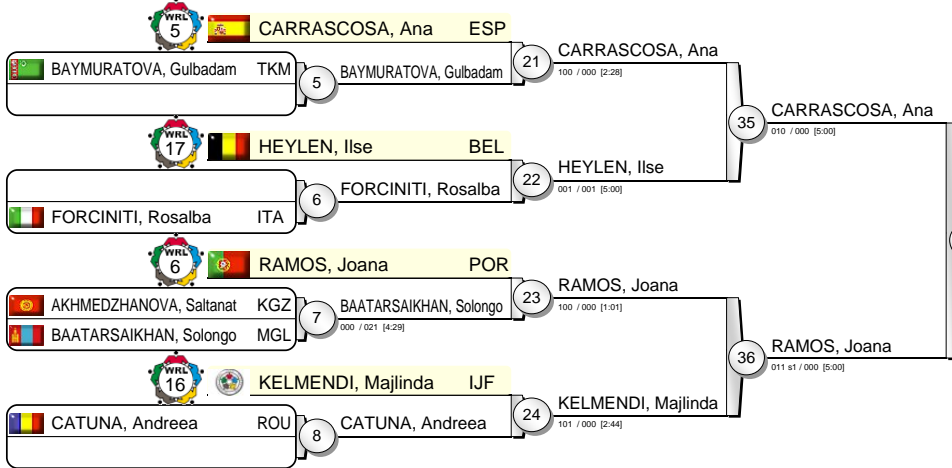 WRL 5 CARRASCOSA, Ana ESP
BAYMURATOVA, Gulbadam TKM
5 BAYMURATOVA, Gulbadam
21 CARRASCOSA, Ana
100 / 000 [2:28]
WRL 17 HEYLEN, Ilse BEL
FORCINITI, Rosalba ITA
6 FORCINITI, Rosalba
22 HEYLEN, Ilse
001 / 001 [5:00]
35 CARRASCOSA, Ana
010 / 000 [5:00]
WRL 6 RAMOS, Joana POR
AKHMEDZHANOVA, Saltanat KGZ
BAATARSAIKHAN, Solongo MGL
7 BAATARSAIKHAN, Solongo
000 / 021 [4:29]
23 RAMOS, Joana
100 / 000 [1:01]
WRL 16 KELMENDI, Majlinda IJF
CATUNA, Andreea ROU
8 CATUNA, Andreea
24 KELMENDI, Majlinda
101 / 000 [2:44]
36 RAMOS, Joana
011 s1 / 000 [5:00]